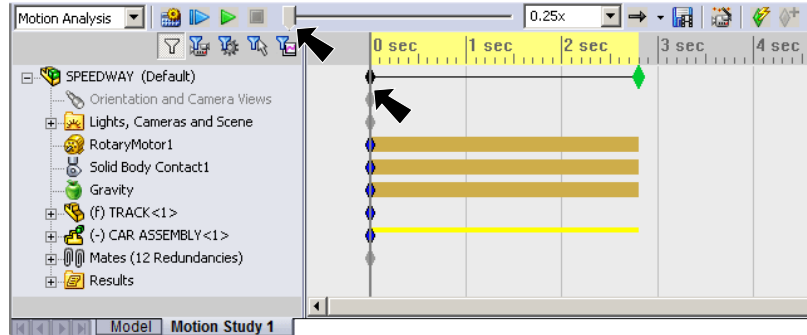 Motion Analysis 0.25x
0 sec 1 sec 2 sec 3 sec 4 sec
SPEEDWAY (Default)
Orientation and Camera Views
Lights, Cameras and Scene
RotaryMotor1
Solid Body Contact1
Gravity
(f) TRACK<1>
(-) CAR ASSEMBLY<1>
Mates (12 Redundancies)
Results
Model Motion Study 1